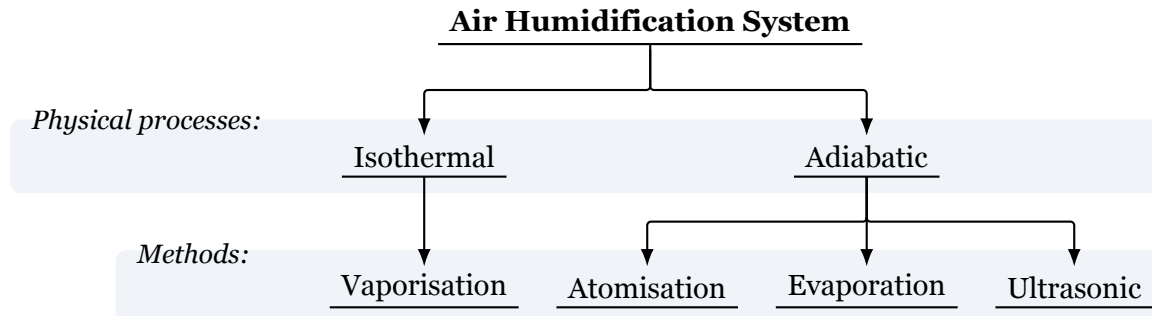 Air Humidification System
Physical processes:
Isothermal Adiabatic
Methods:
Vaporisation Atomisation Evaporation Ultrasonic